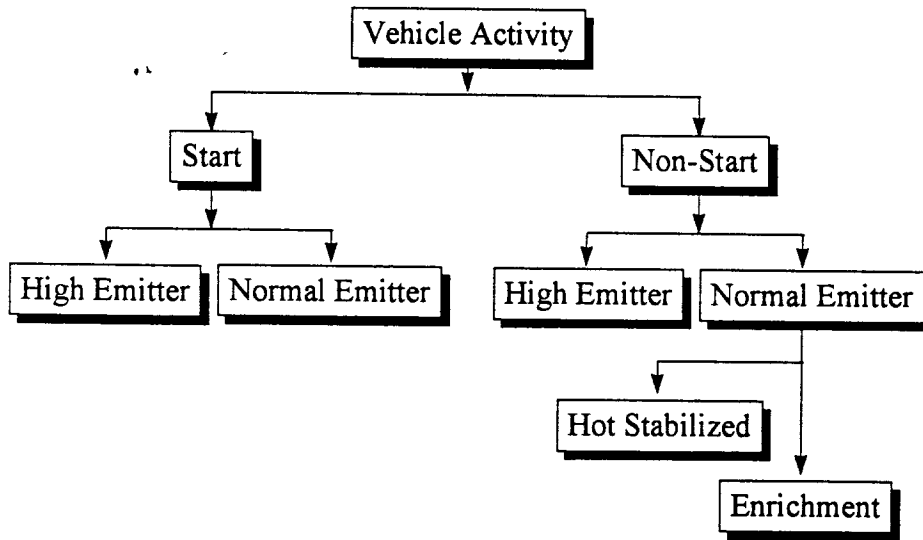 Vehicle Activity
Start
Non-Start
High Emitter
Normal Emitter
High Emitter
Normal Emitter
Hot Stabilized
Enrichment